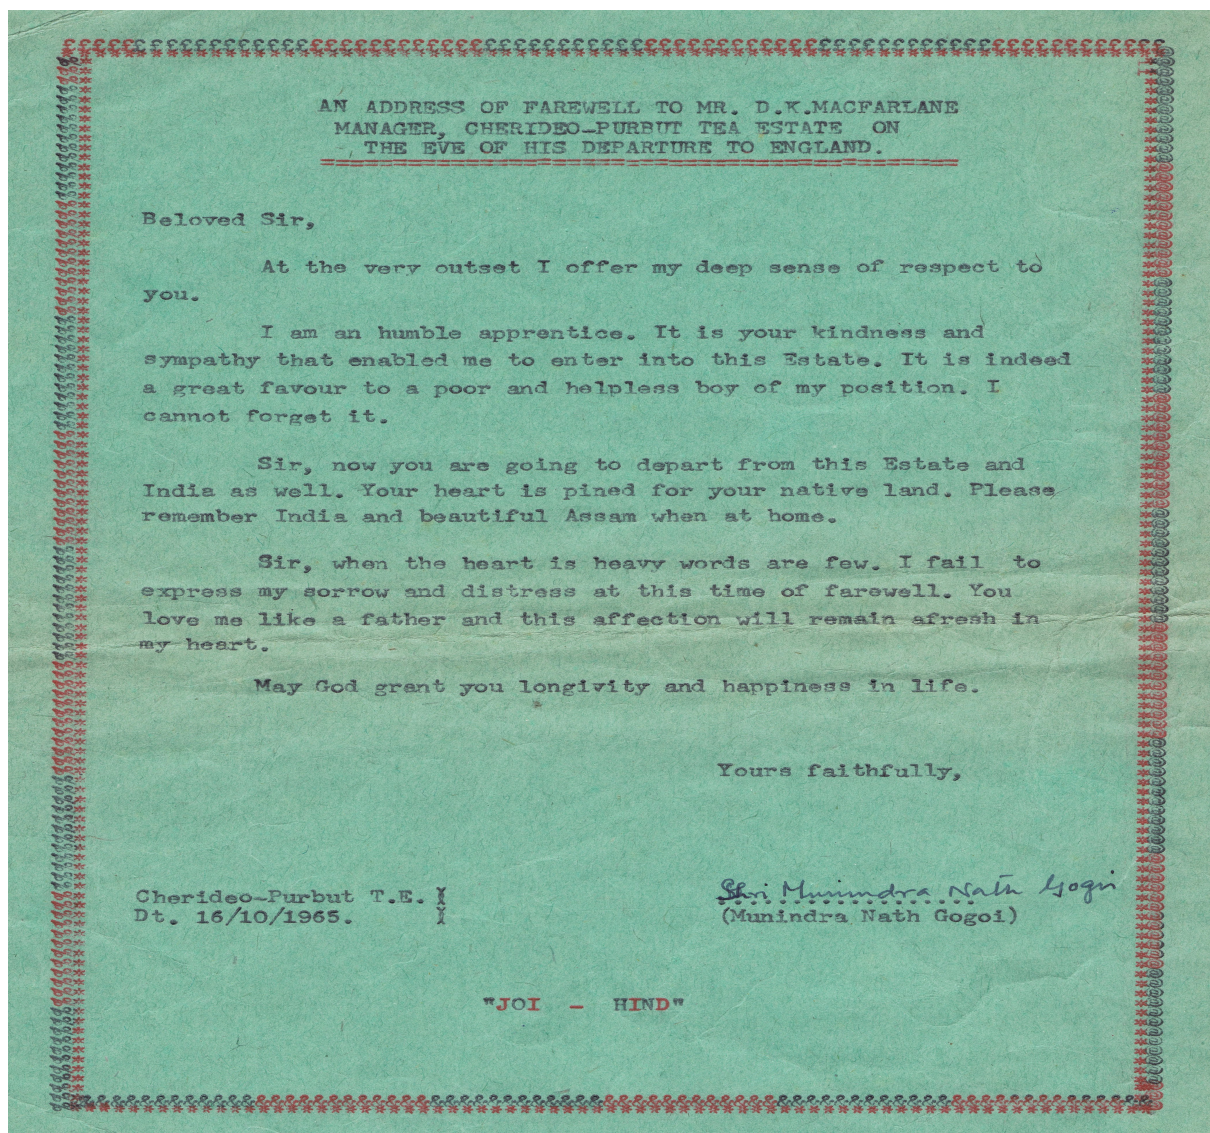 AN ADDRESS OF FAREWELL TO MR. D.K.MACFARLANE
MANAGER, CHERIDEO-PURBUT TEA ESTATE ON
THE EVE OF HIS DEPARTURE TO ENGLAND.
Beloved Sir,
At the very outset I offer my deep sense of respect to
you.
I am an humble apprentice. It is your kindness and
sympathy that enabled me to enter into this Estate. It is indeed
a great favour to a poor and helpless boy of my position. I
cannot forget it.
Sir, now you are going to depart from this Estate and
India as well. Your heart is pined for your native land. Please
remember India and beautiful Assam when at home.
Sir, when the heart is heavy words are few. I fail to
express my sorrow and distress at this time of farewell. You
love me like a father and this affection will remain afresh in
my heart.
May God grant you longivity and happiness in life.
Yours faithfully,
Cherideo-Purbut T.E.
Dt. 16/10/1965.
Shri Munindra Nath Gogoi
(Munindra Nath Gogoi)
"JOI - HIND"